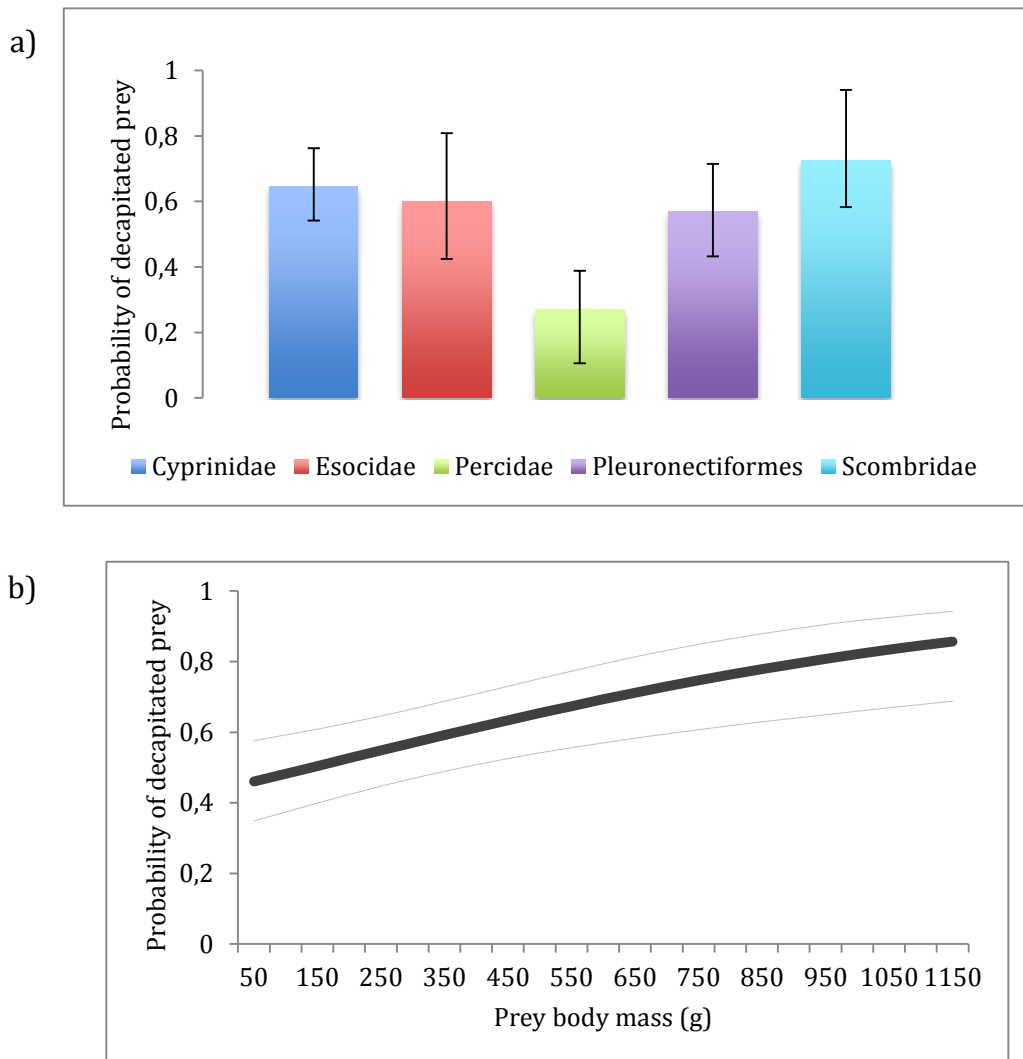 a)
Probability of decapitated prey
1
0,8
0,6
0,4
0,2
0
Cyprinidae Esocidae Percidae Pleuronectiformes Scombridae
b)
Probability of decapitated prey
1
0,8
0,6
0,4
0,2
0
50 150 250 350 450 550 650 750 850 950 1050 1150
Prey body mass (g)